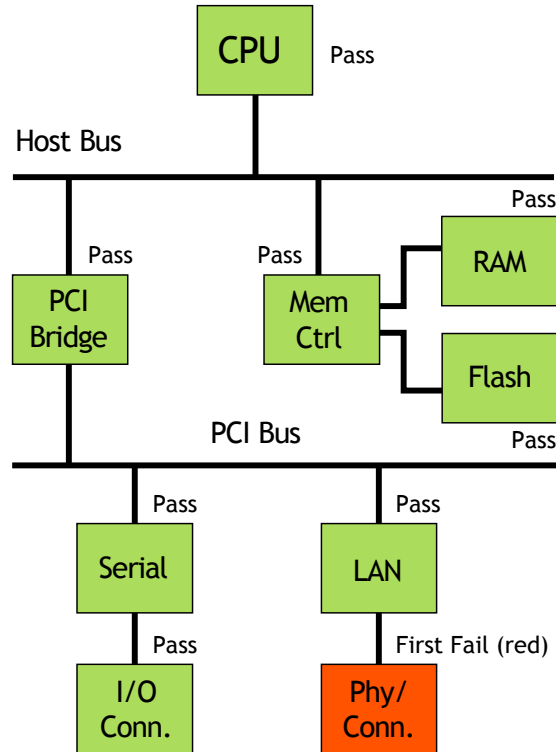 CPU
Pass
Host Bus
Pass
Pass
Pass
PCI
Bridge
Mem
Ctrl
RAM
Flash
PCI Bus
Pass
Pass
Pass
Serial
LAN
Pass
First Fail (red)
I/O
Conn.
Phy/
Conn.